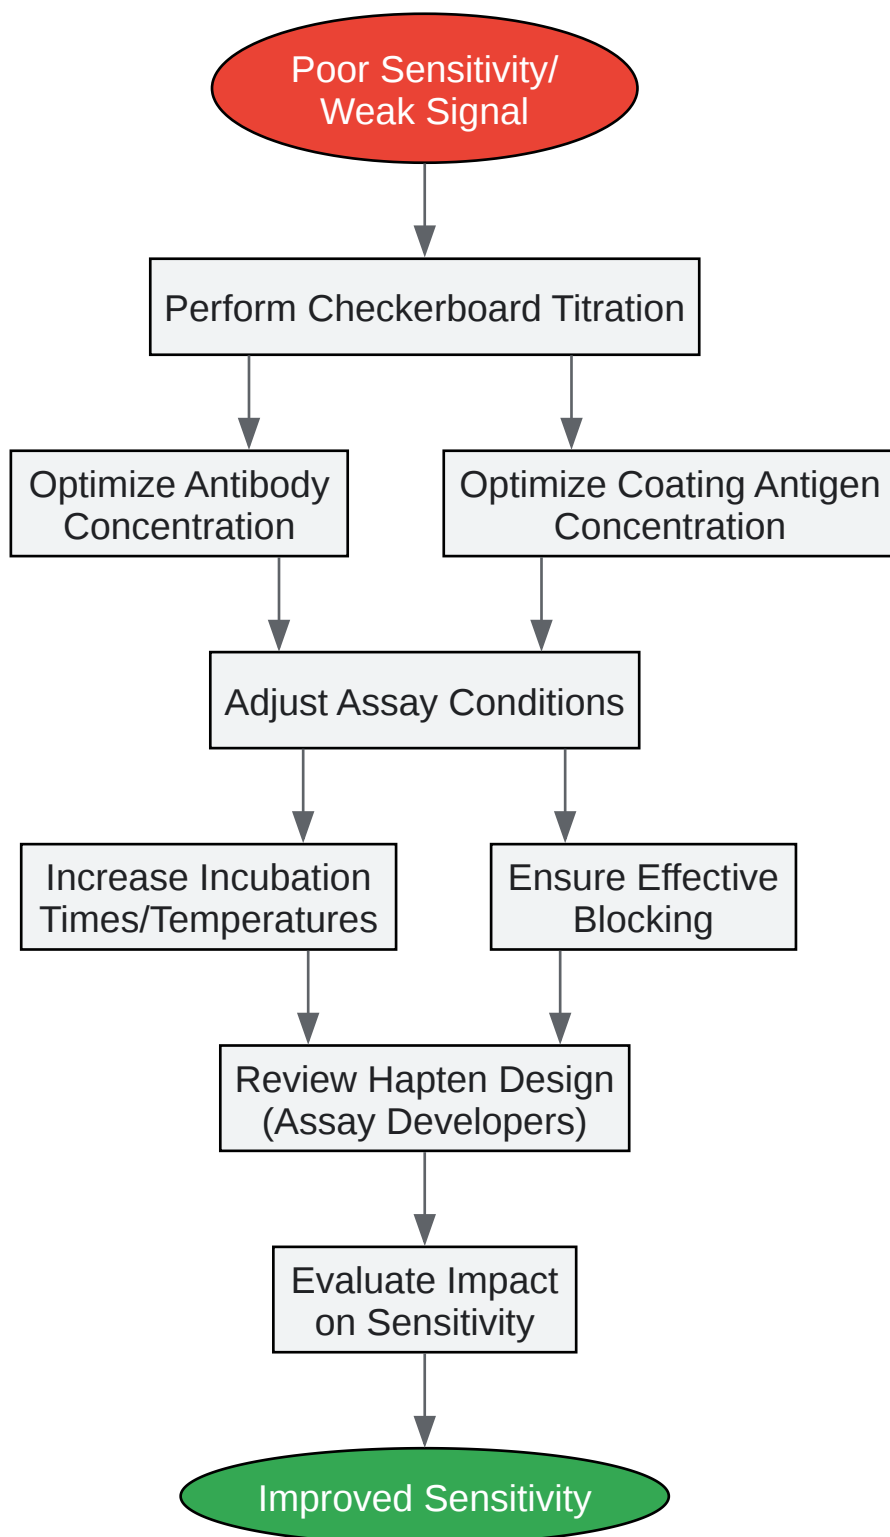 Poor Sensitivity/
Weak Signal
Perform Checkerboard Titration
Optimize Antibody
Concentration
Optimize Coating Antigen
Concentration
Adjust Assay Conditions
Increase Incubation
Times/Temperatures
Ensure Effective
Blocking
Review Hapten Design
(Assay Developers)
Evaluate Impact
on Sensitivity
Improved Sensitivity